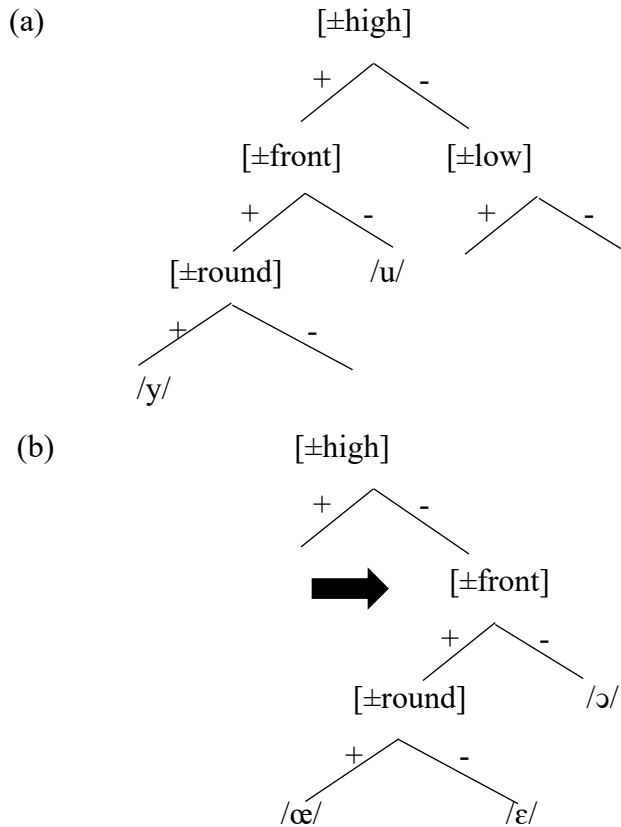 (a) [±high]
+ -
[±front] [±low]
+ - + -
[±round] /u/
+ -
/y/
(b) [±high]
+ -
[±front]
+ -
[±round] /ɔ/
+ -
/œ/ /ɛ/